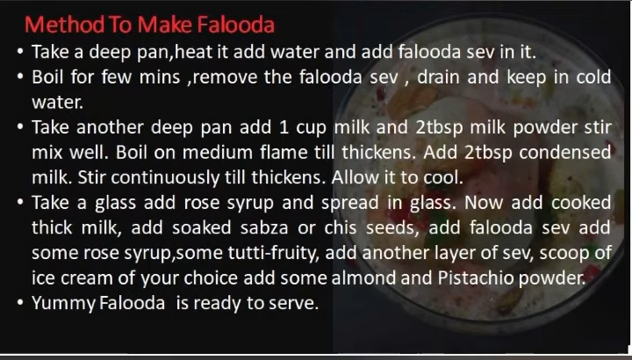 Method To Make Falooda
• Take a deep pan,heat it add water and add falooda sev in it.
• Boil for few mins ,remove the falooda sev , drain and keep in cold
water.
• Take another deep pan add 1 cup milk and 2tbsp milk powder stir
mix well. Boil on medium flame till thickens. Add 2tbsp condensed
milk. Stir continuously till thickens. Allow it to cool.
• Take a glass add rose syrup and spread in glass. Now add cooked
thick milk, add soaked sabza or chis seeds, add falooda sev add
some rose syrup,some tutti-fruity, add another layer of sev, scoop of
ice cream of your choice add some almond and Pistachio powder.
• Yummy Falooda is ready to serve.